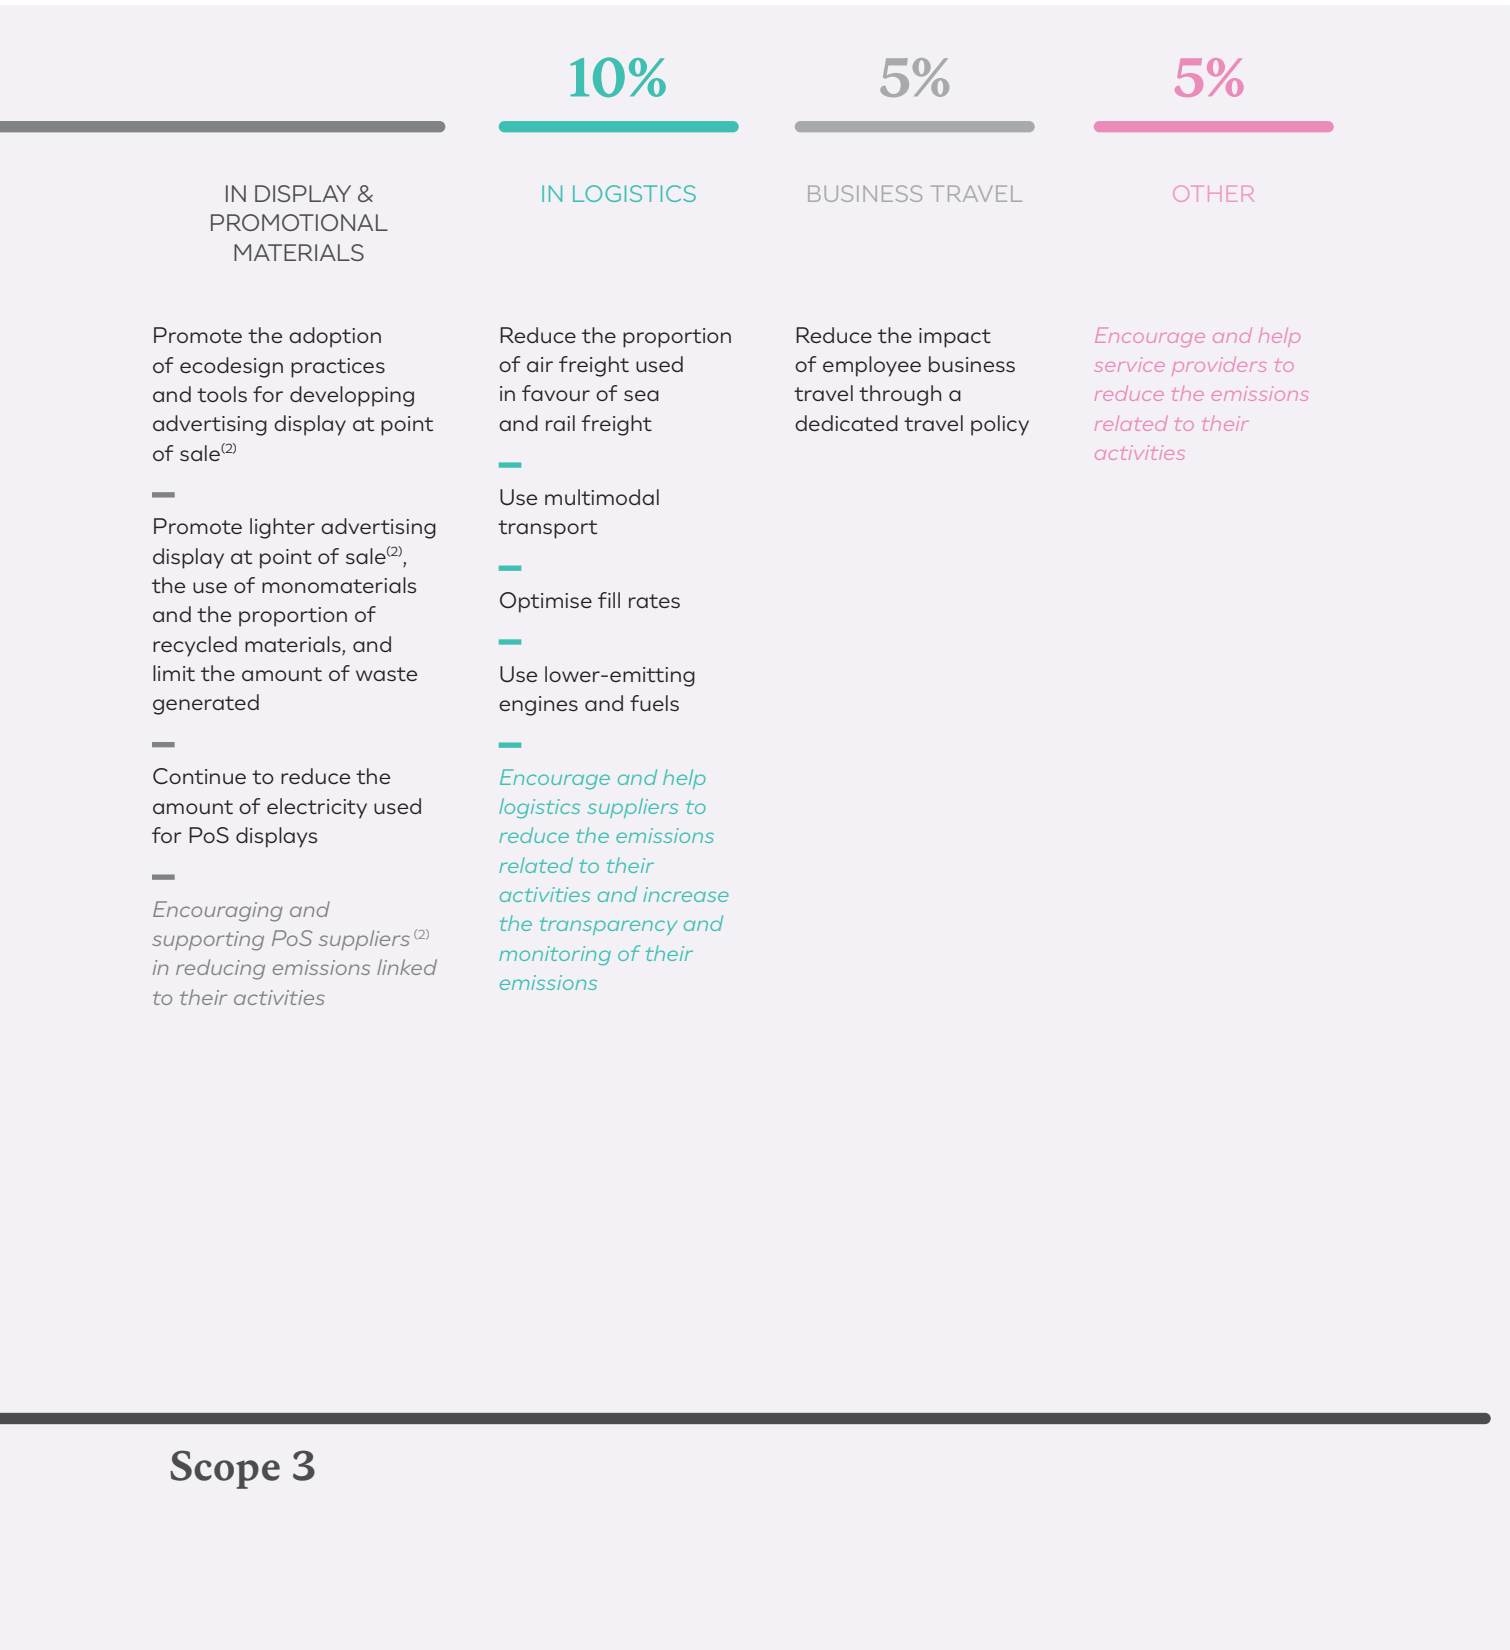 10%
5%
5%
IN DISPLAY &
PROMOTIONAL
MATERIALS
IN LOGISTICS
BUSINESS TRAVEL
OTHER
Promote the adoption
of ecodesign practices
and tools for developping
advertising display at point
of sale(2)
Promote lighter advertising
display at point of sale(2),
the use of monomaterials
and the proportion of
recycled materials, and
limit the amount of waste
generated
Continue to reduce the
amount of electricity used
for PoS displays
Encouraging and
supporting PoS suppliers (2)
in reducing emissions linked
to their activities
Reduce the proportion
of air freight used
in favour of sea
and rail freight
Use multimodal
transport
Optimise fill rates
Use lower-emitting
engines and fuels
Encourage and help
logistics suppliers to
reduce the emissions
related to their
activities and increase
the transparency and
monitoring of their
emissions
Reduce the impact
of employee business
travel through a
dedicated travel policy
Encourage and help
service providers to
reduce the emissions
related to their
activities
Scope 3